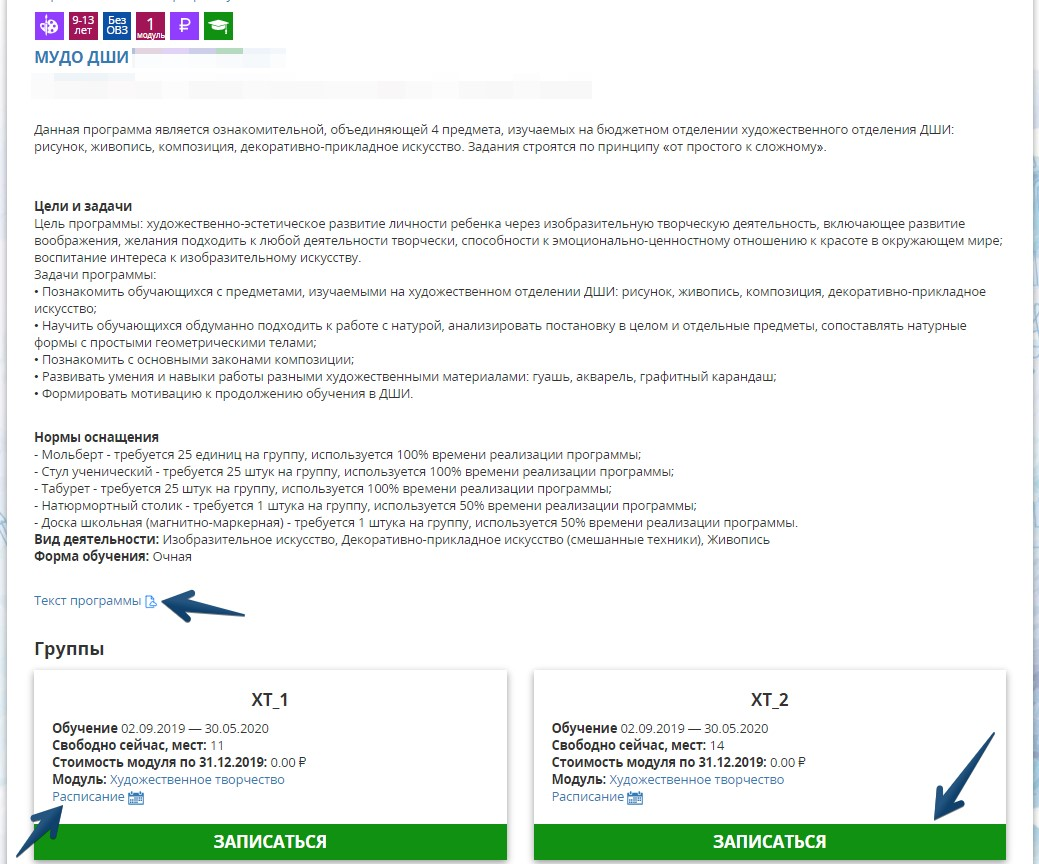 9-13 лет
Без ОВЗ
1 модуль
₽
МУДО ДШИ
Данная программа является ознакомительной, объединяющей 4 предмета, изучаемых на бюджетном отделении художественного отделения ДШИ:
рисунок, живопись, композиция, декоративно-прикладное искусство. Задания строятся по принципу «от простого к сложному».
Цели и задачи
Цель программы: художественно-эстетическое развитие личности ребенка через изобразительную творческую деятельность, включающее развитие
воображения, желания подходить к любой деятельности творчески, способности к эмоционально-ценностному отношению к красоте в окружающем мире;
воспитание интереса к изобразительному искусству.
Задачи программы:
• Познакомить обучающихся с предметами, изучаемыми на художественном отделении ДШИ: рисунок, живопись, композиция, декоративно-прикладное
искусство;
• Научить обучающихся обдуманно подходить к работе с натурой, анализировать постановку в целом и отдельные предметы, сопоставлять натурные
формы с простыми геометрическими телами;
• Познакомить с основными законами композиции;
• Развивать умения и навыки работы разными художественными материалами: гуашь, акварель, графитный карандаш;
• Формировать мотивацию к продолжению обучения в ДШИ.
Нормы оснащения
- Мольберт - требуется 25 единиц на группу, используется 100% времени реализации программы;
- Стул ученический - требуется 25 штук на группу, используется 100% времени реализации программы;
- Табурет - требуется 25 штук на группу, используется 100% времени реализации программы;
- Натюрмортный столик - требуется 1 штука на группу, используется 50% времени реализации программы;
- Доска школьная (магнитно-маркерная) - требуется 1 штука на группу, используется 50% времени реализации программы.
Вид деятельности: Изобразительное искусство, Декоративно-прикладное искусство (смешанные техники), Живопись
Форма обучения: Очная
Текст программы
Группы
ХТ_1
Обучение 02.09.2019 — 30.05.2020
Свободно сейчас, мест: 11
Стоимость модуля по 31.12.2019: 0.00 ₽
Модуль: Художественное творчество
Расписание
ЗАПИСАТЬСЯ
ХТ_2
Обучение 02.09.2019 — 30.05.2020
Свободно сейчас, мест: 14
Стоимость модуля по 31.12.2019: 0.00 ₽
Модуль: Художественное творчество
Расписание
ЗАПИСАТЬСЯ